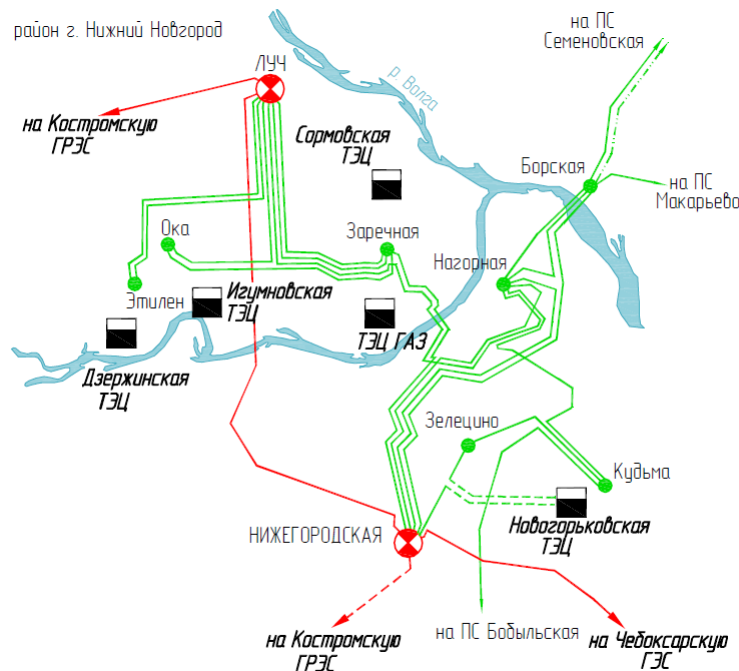 район г. Нижний Новгород
на ПС
Семеновская
ЛУЧ
р. Волга
на Костромскую
ГРЭС
Сормовская
ТЭЦ
Борская
на ПС
Макарьево
Ока
Заречная
Нагорная
Этилен
Игумновская
ТЭЦ
ТЭЦ ГАЗ
Дзержинская
ТЭЦ
Зелецино
Кудьма
НИЖЕГОРОДСКАЯ
Новогорьковская
ТЭЦ
на Костромскую
ГРЭС
на ПС Бобыльская
на Чебоксарскую
ГЭС